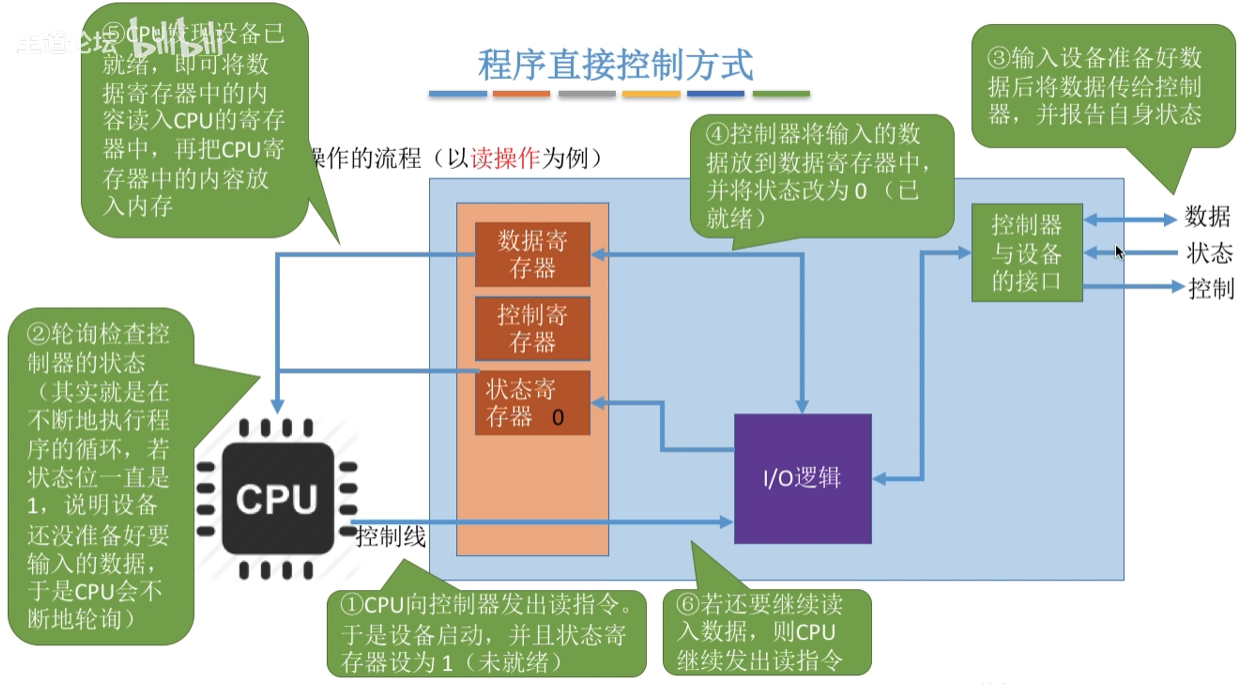 王道论坛 bilibili
程序直接控制方式
操作的流程（以读操作为例）
①CPU向控制器发出读指令。
于是设备启动，并且状态寄
存器设为1（未就绪）
②轮询检查控
制器的状态
（其实就是在
不断地执行程
序的循环，若
状态位一直是
1，说明设备
还没准备好要
输入的数据，
于是CPU会不
断地轮询）
③输入设备准备好数
据后将数据传给控制
器，并报告自身状态
④控制器将输入的数
据放到数据寄存器中，
并将状态改为0（已
就绪）
⑤CPU发现设备已
就绪，即可将数
据寄存器中的内
容读入CPU的寄存
器中，再把CPU寄
存器中的内容放
入内存
⑥若还要继续读
入数据，则CPU
继续发出读指令
数据寄
存器
控制寄
存器
状态寄
存器 0
控制器
与设备
的接口
数据
状态
控制
I/O逻辑
CPU
控制线